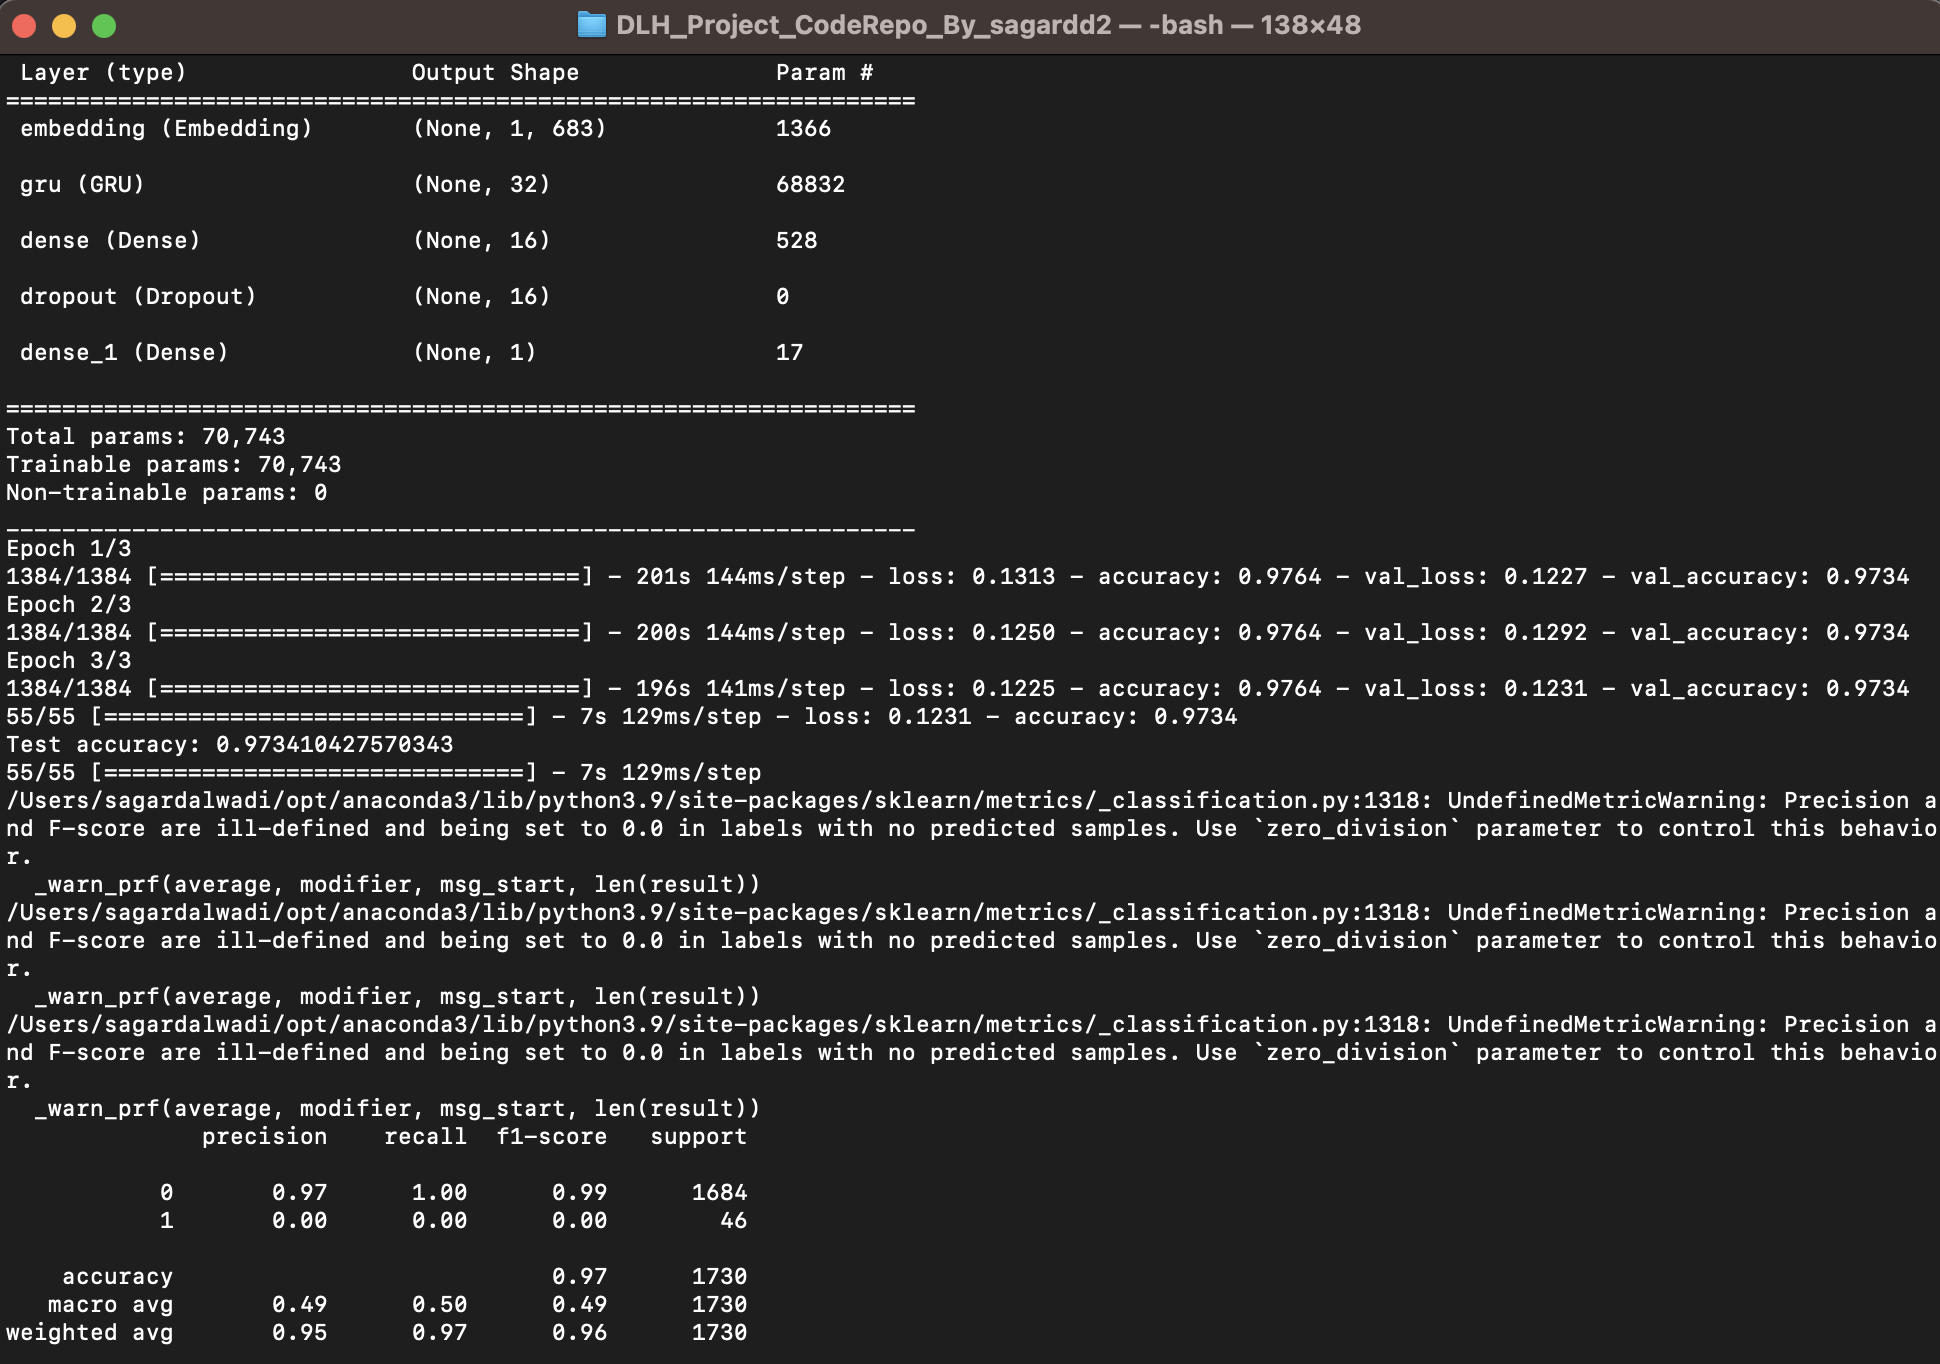 DLH_Project_CodeRepo_By_sagardd2 — -bash — 138×48
Layer (type) Output Shape Param #
=================================================================
embedding (Embedding) (None, 1, 683) 1366
gru (GRU) (None, 32) 68832
dense (Dense) (None, 16) 528
dropout (Dropout) (None, 16) 0
dense_1 (Dense) (None, 1) 17
=================================================================
Total params: 70,743
Trainable params: 70,743
Non-trainable params: 0
_________________________________________________________________
Epoch 1/3
1384/1384 [==============================] - 201s 144ms/step - loss: 0.1313 - accuracy: 0.9764 - val_loss: 0.1227 - val_accuracy: 0.9734
Epoch 2/3
1384/1384 [==============================] - 200s 144ms/step - loss: 0.1250 - accuracy: 0.9764 - val_loss: 0.1292 - val_accuracy: 0.9734
Epoch 3/3
1384/1384 [==============================] - 196s 141ms/step - loss: 0.1225 - accuracy: 0.9764 - val_loss: 0.1231 - val_accuracy: 0.9734
55/55 [==============================] - 7s 129ms/step - loss: 0.1231 - accuracy: 0.9734
Test accuracy: 0.973410427570343
55/55 [==============================] - 7s 129ms/step
/Users/sagardalwadi/opt/anaconda3/lib/python3.9/site-packages/sklearn/metrics/_classification.py:1318: UndefinedMetricWarning: Precision a
nd F-score are ill-defined and being set to 0.0 in labels with no predicted samples. Use `zero_division` parameter to control this behavio
r.
_warn_prf(average, modifier, msg_start, len(result))
/Users/sagardalwadi/opt/anaconda3/lib/python3.9/site-packages/sklearn/metrics/_classification.py:1318: UndefinedMetricWarning: Precision a
nd F-score are ill-defined and being set to 0.0 in labels with no predicted samples. Use `zero_division` parameter to control this behavio
r.
_warn_prf(average, modifier, msg_start, len(result))
/Users/sagardalwadi/opt/anaconda3/lib/python3.9/site-packages/sklearn/metrics/_classification.py:1318: UndefinedMetricWarning: Precision a
nd F-score are ill-defined and being set to 0.0 in labels with no predicted samples. Use `zero_division` parameter to control this behavio
r.
_warn_prf(average, modifier, msg_start, len(result))
precision recall f1-score support
0 0.97 1.00 0.99 1684
1 0.00 0.00 0.00 46
accuracy 0.97 1730
macro avg 0.49 0.50 0.49 1730
weighted avg 0.95 0.97 0.96 1730